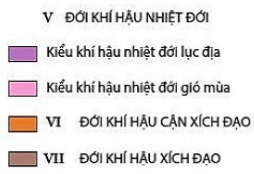 V ĐỚI KHÍ HẬU NHIỆT ĐỚI
Kiểu khí hậu nhiệt đới lục địa
Kiểu khí hậu nhiệt đới gió mùa
VI ĐỚI KHÍ HẬU CẬN XÍCH ĐẠO
VII ĐỚI KHÍ HẬU XÍCH ĐẠO